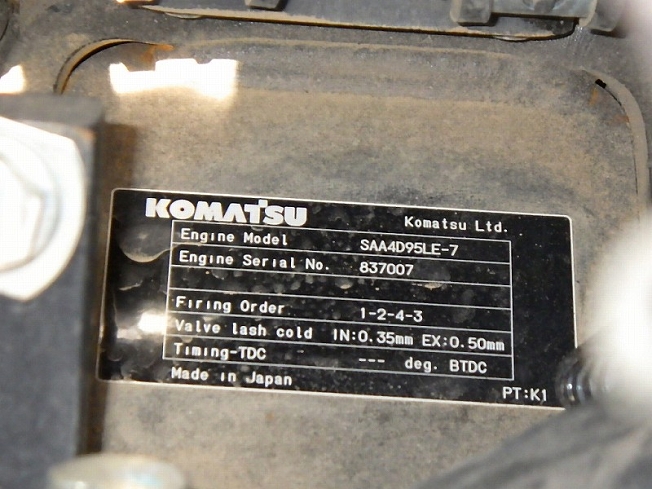 KOMATSU Komatsu Ltd.
Engine Model SAA4D95LE-7
Engine Serial No. 837007
Firing Order 1-2-4-3
Valve lash cold IN:0.35mm EX:0.50mm
Timing-TDC --- deg. BTDC
Made in Japan
PT:K1